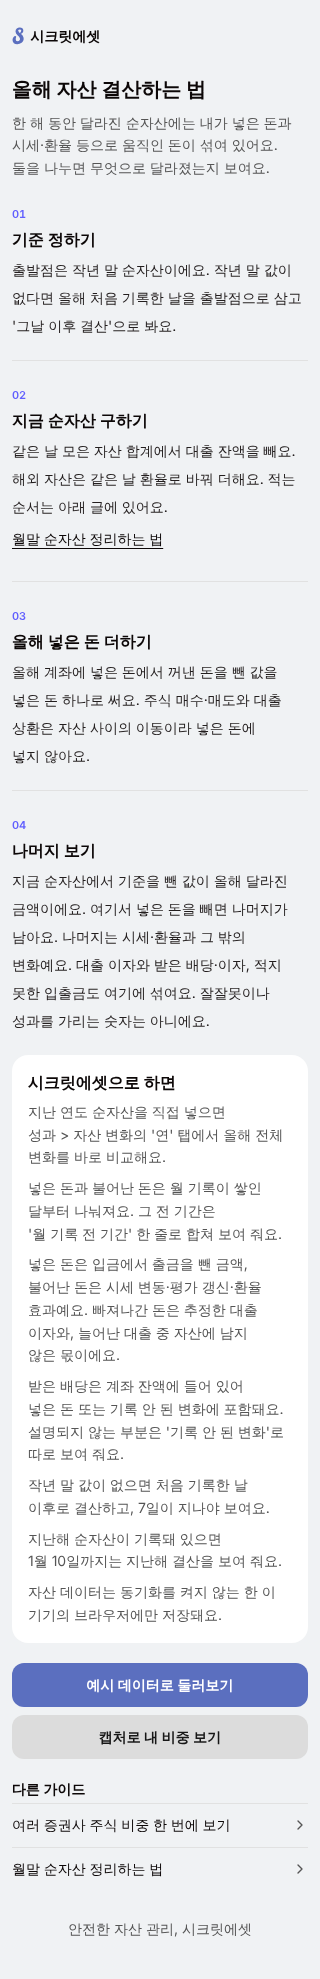 시크릿에셋
올해 자산 결산하는 법
한 해 동안 달라진 순자산에는 내가 넣은 돈과
시세·환율 등으로 움직인 돈이 섞여 있어요.
둘을 나누면 무엇으로 달라졌는지 보여요.
01
기준 정하기
출발점은 작년 말 순자산이에요. 작년 말 값이
없다면 올해 처음 기록한 날을 출발점으로 삼고
'그날 이후 결산'으로 봐요.
02
지금 순자산 구하기
같은 날 모은 자산 합계에서 대출 잔액을 빼요.
해외 자산은 같은 날 환율로 바꿔 더해요. 적는
순서는 아래 글에 있어요.
월말 순자산 정리하는 법
03
올해 넣은 돈 더하기
올해 계좌에 넣은 돈에서 꺼낸 돈을 뺀 값을
넣은 돈 하나로 써요. 주식 매수·매도와 대출
상환은 자산 사이의 이동이라 넣은 돈에
넣지 않아요.
04
나머지 보기
지금 순자산에서 기준을 뺀 값이 올해 달라진
금액이에요. 여기서 넣은 돈을 빼면 나머지가
남아요. 나머지는 시세·환율과 그 밖의
변화예요. 대출 이자와 받은 배당·이자, 적지
못한 입출금도 여기에 섞여요. 잘잘못이나
성과를 가리는 숫자는 아니에요.
시크릿에셋으로 하면
지난 연도 순자산을 직접 넣으면
성과 > 자산 변화의 '연' 탭에서 올해 전체
변화를 바로 비교해요.
넣은 돈과 불어난 돈은 월 기록이 쌓인
달부터 나눠져요. 그 전 기간은
'월 기록 전 기간' 한 줄로 합쳐 보여 줘요.
넣은 돈은 입금에서 출금을 뺀 금액,
불어난 돈은 시세 변동·평가 갱신·환율
효과예요. 빠져나간 돈은 추정한 대출
이자와, 늘어난 대출 중 자산에 남지
않은 몫이에요.
받은 배당은 계좌 잔액에 들어 있어
넣은 돈 또는 기록 안 된 변화에 포함돼요.
설명되지 않는 부분은 '기록 안 된 변화'로
따로 보여 줘요.
작년 말 값이 없으면 처음 기록한 날
이후로 결산하고, 7일이 지나야 보여요.
지난해 순자산이 기록돼 있으면
1월 10일까지는 지난해 결산을 보여 줘요.
자산 데이터는 동기화를 켜지 않는 한 이
기기의 브라우저에만 저장돼요.
예시 데이터로 둘러보기
캡처로 내 비중 보기
다른 가이드
여러 증권사 주식 비중 한 번에 보기
월말 순자산 정리하는 법
안전한 자산 관리, 시크릿에셋